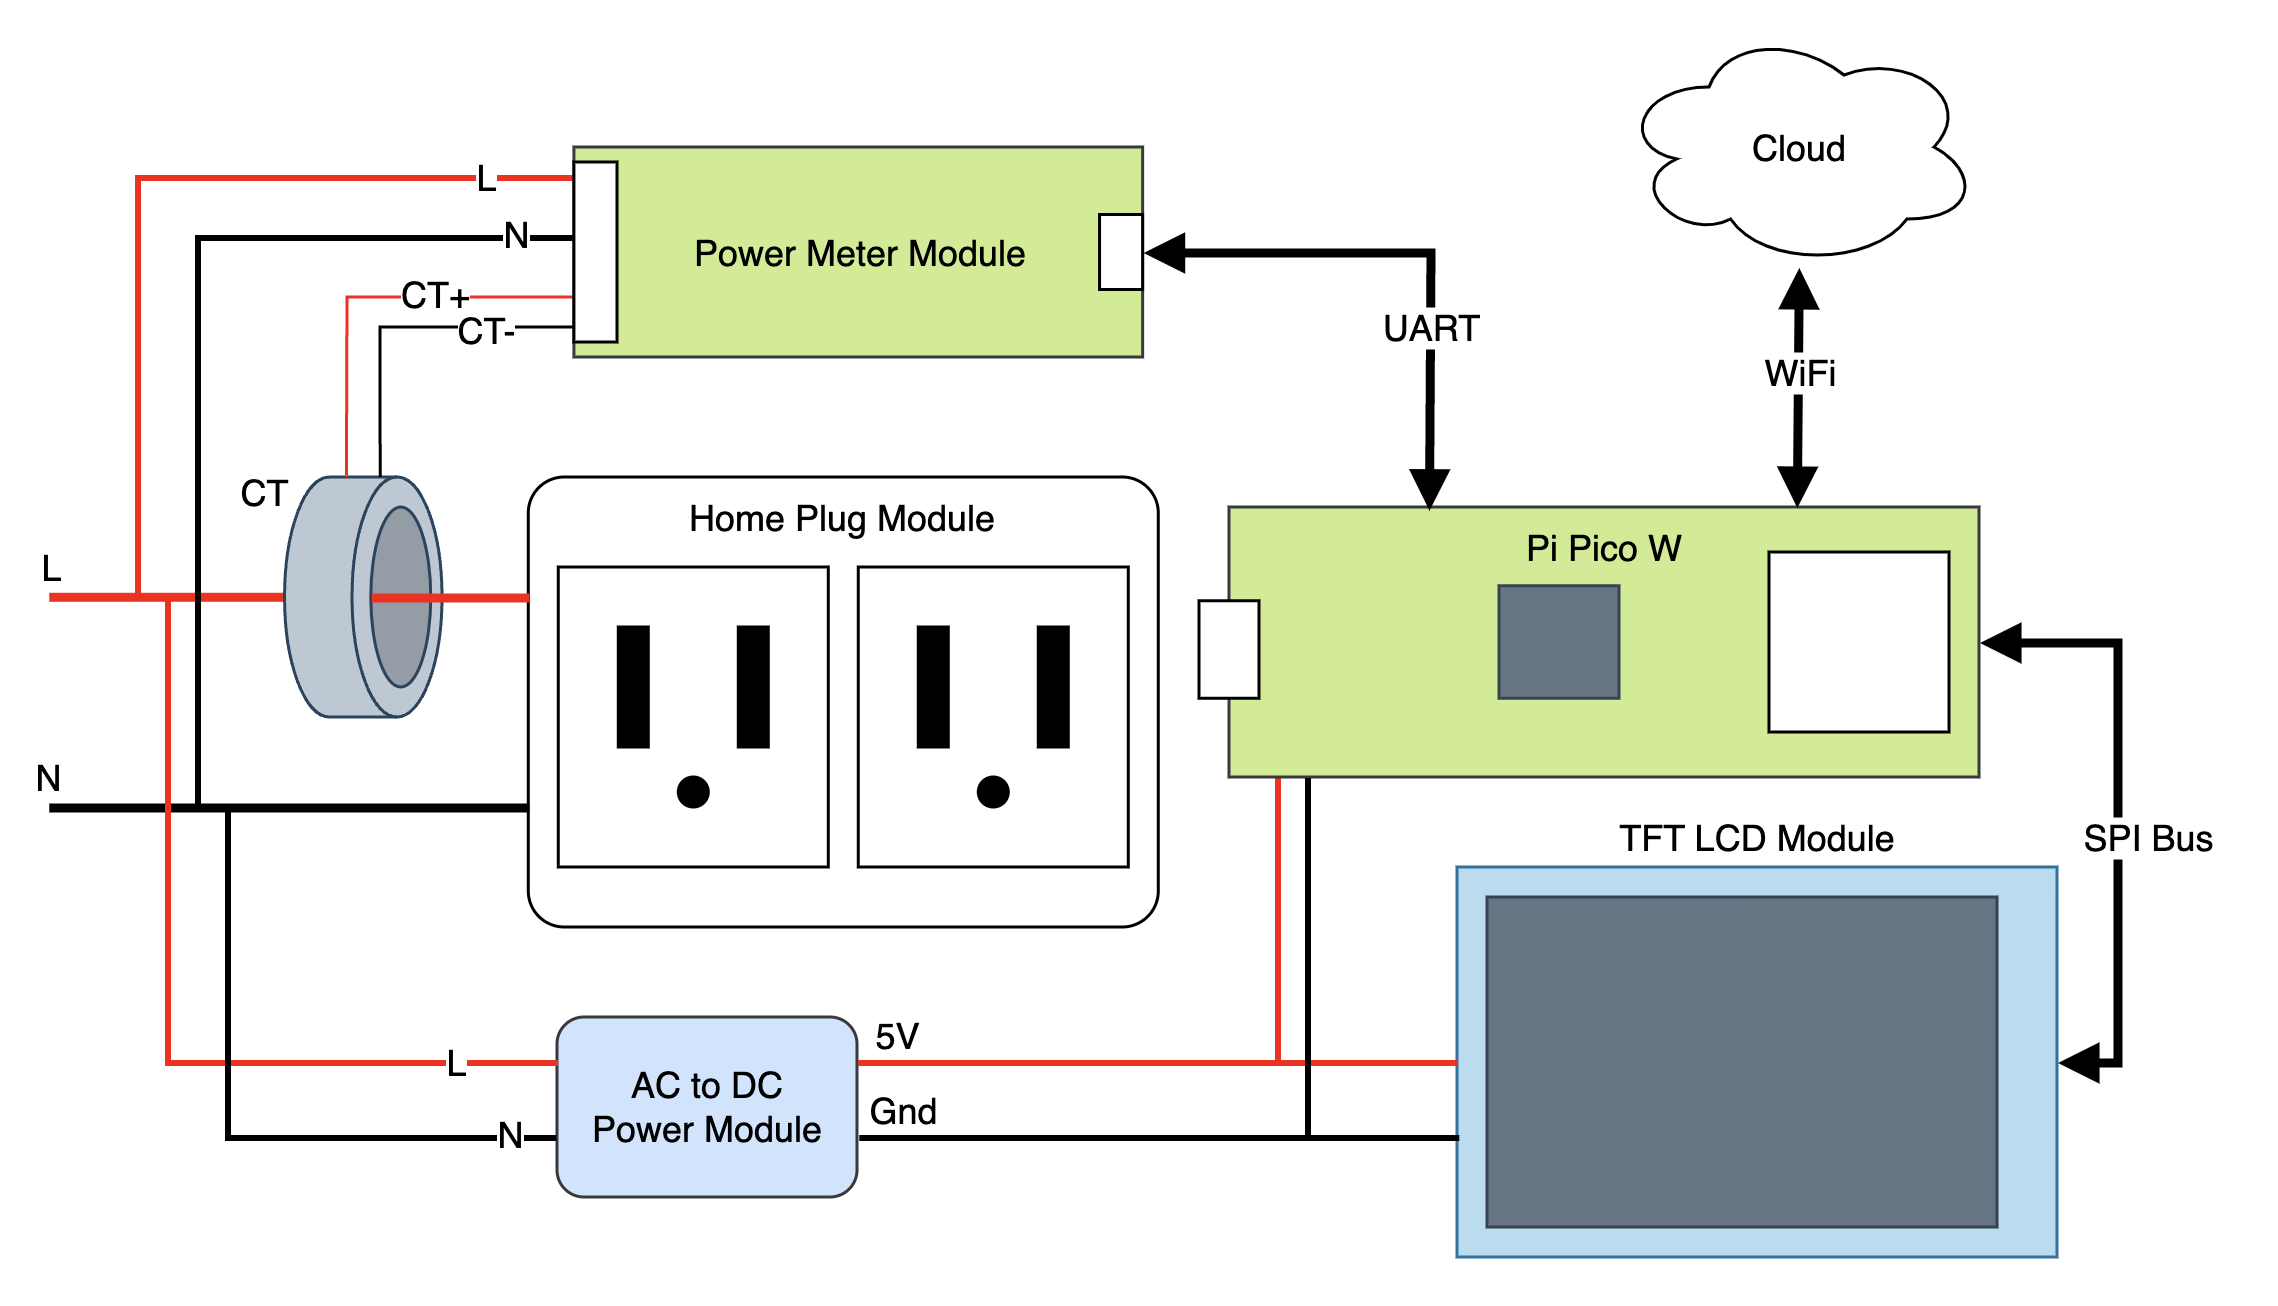 Cloud
L
Power Meter Module
N
CT+
CT-
UART
WiFi
CT
Home Plug Module
Pi Pico W
L
N
TFT LCD Module
SPI Bus
5V
L
AC to DC
Power Module
Gnd
N